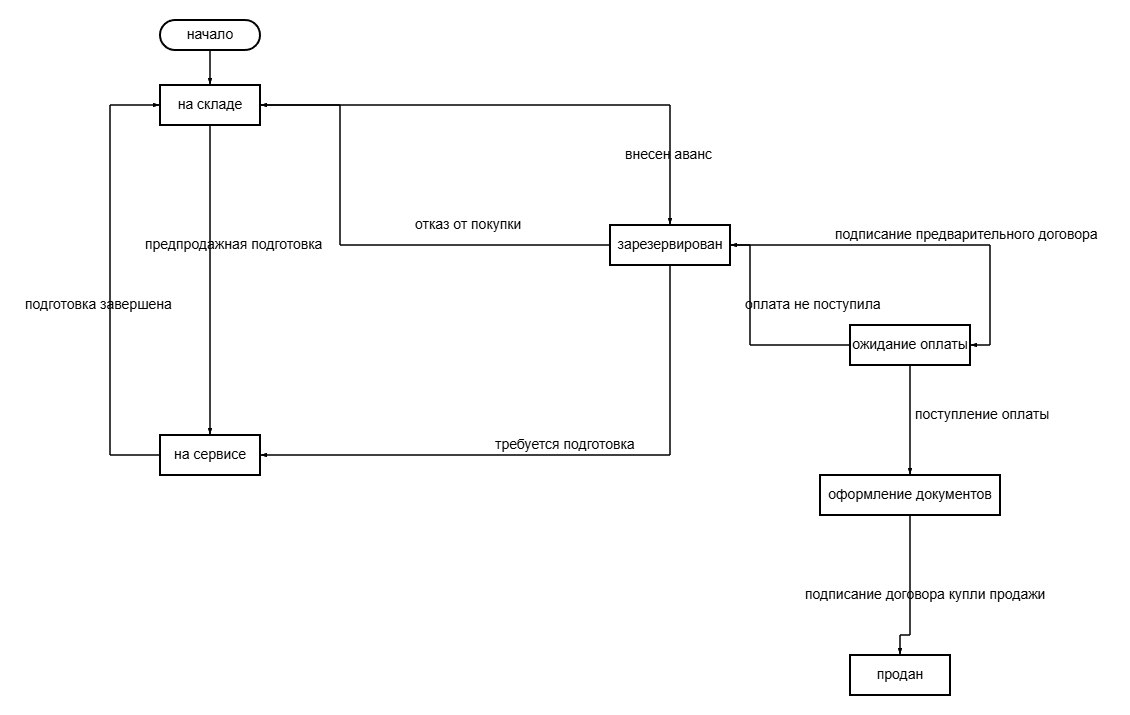 начало
на складе
внесен аванс
отказ от покупки
подписание предварительного договора
предпродажная подготовка
зарезервирован
подготовка завершена
оплата не поступила
ожидание оплаты
поступление оплаты
требуется подготовка
на сервисе
оформление документов
подписание договора купли продажи
продан